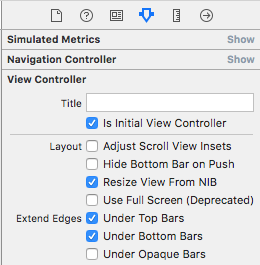 Simulated Metrics Show
Navigation Controller Show
View Controller
Title
Is Initial View Controller
Layout Adjust Scroll View Insets
Hide Bottom Bar on Push
Resize View From NIB
Use Full Screen (Deprecated)
Extend Edges Under Top Bars
Under Bottom Bars
Under Opaque Bars